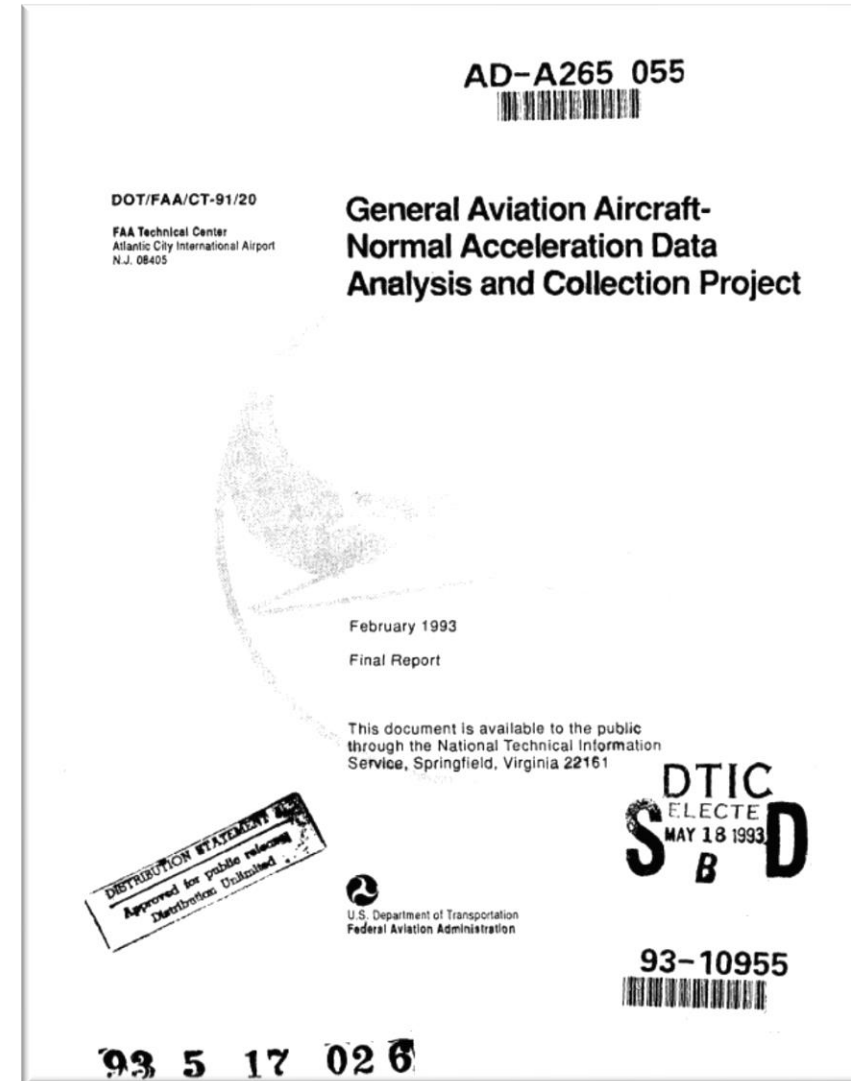 AD-A265 055
DOT/FAA/CT-91/20
FAA Technical Center
Atlantic City International Airport
N.J. 08405
General Aviation Aircraft-
Normal Acceleration Data
Analysis and Collection Project
February 1993
Final Report
This document is available to the public
through the National Technical Information
Service, Springfield, Virginia 22161
DISTRIBUTION STATEMENT
Approved for public release
Distribution Unlimited
DTIC
S ELECTE D
MAY 18 1993
B
U.S. Department of Transportation
Federal Aviation Administration
93-10955
93 5 17 02 6